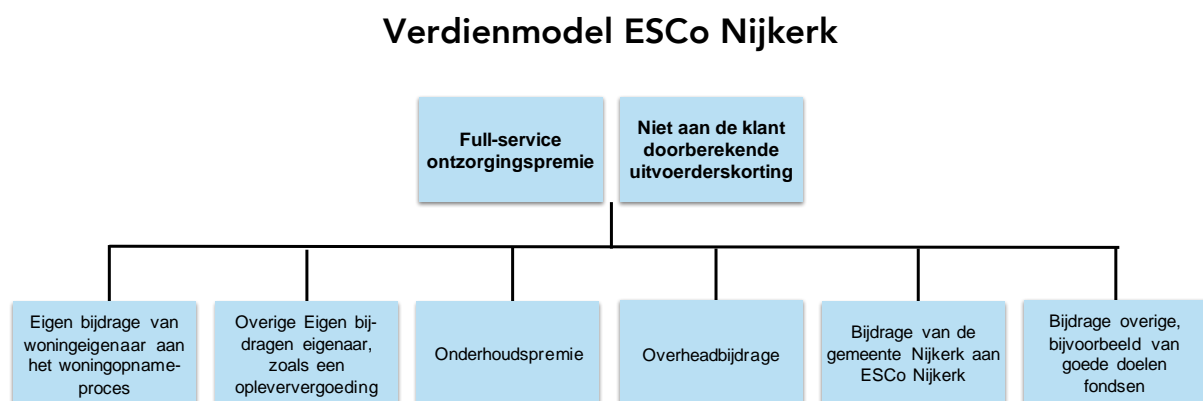 Verdienmodel ESCo Nijkerk
Full-service
ontzorgingspremie
Niet aan de klant
doorberekende
uitvoerderskorting
Eigen bijdrage van
woningeigenaar aan
het woningopname-
proces
Overige Eigen bij-
dragen eigenaar,
zoals een
opleververgoeding
Onderhoudspremie
Overheadbijdrage
Bijdrage van de
gemeente Nijkerk aan
ESCo Nijkerk
Bijdrage overige,
bijvoorbeeld van
goede doelen
fondsen